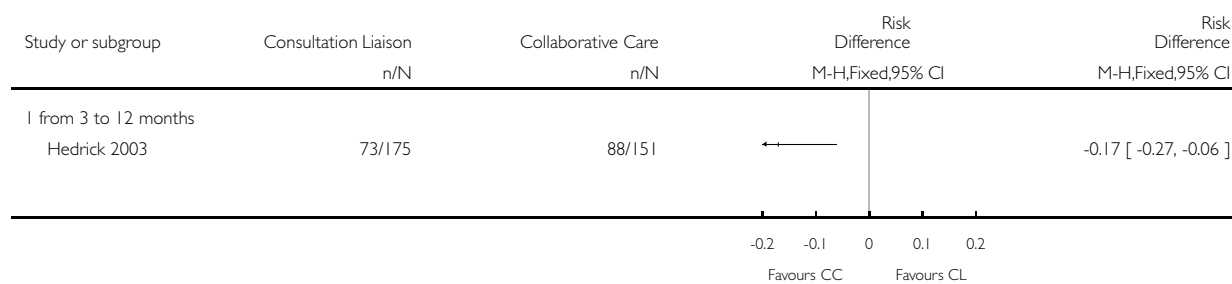 Risk Risk
Study or subgroup Consultation Liaison Collaborative Care Difference Difference
n/N n/N M-H,Fixed,95% CI M-H,Fixed,95% CI
1 from 3 to 12 months
Hedrick 2003 73/175 88/151 -0.17 [ -0.27, -0.06 ]
-0.2 -0.1 0 0.1 0.2
Favours CC Favours CL